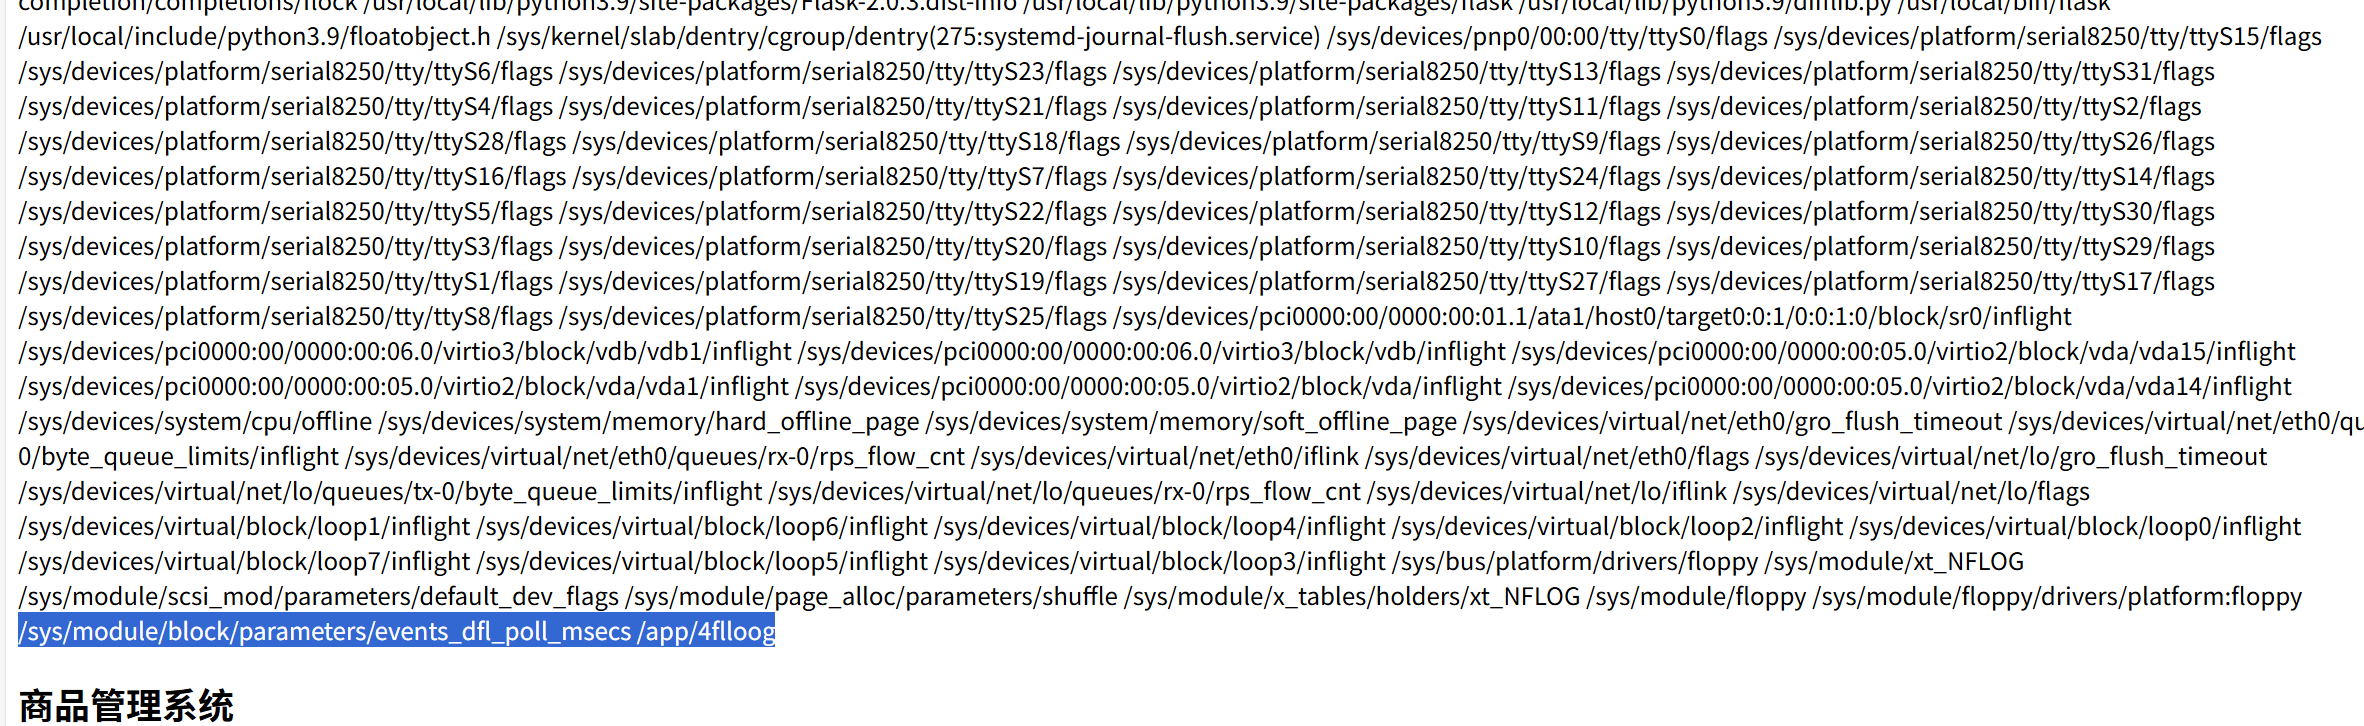 completion/completions/flock /usr/local/lib/python3.9/site-packages/Flask-2.0.3.dist-info /usr/local/lib/python3.9/site-packages/flask /usr/local/lib/python3.9/difflib.py /usr/local/bin/flask
/usr/local/include/python3.9/floatobject.h /sys/kernel/slab/dentry/cgroup/dentry(275:systemd-journal-flush.service) /sys/devices/pnp0/00:00/tty/ttyS0/flags /sys/devices/platform/serial8250/tty/ttyS15/flags
/sys/devices/platform/serial8250/tty/ttyS6/flags /sys/devices/platform/serial8250/tty/ttyS23/flags /sys/devices/platform/serial8250/tty/ttyS13/flags /sys/devices/platform/serial8250/tty/ttyS31/flags
/sys/devices/platform/serial8250/tty/ttyS4/flags /sys/devices/platform/serial8250/tty/ttyS21/flags /sys/devices/platform/serial8250/tty/ttyS11/flags /sys/devices/platform/serial8250/tty/ttyS2/flags
/sys/devices/platform/serial8250/tty/ttyS28/flags /sys/devices/platform/serial8250/tty/ttyS18/flags /sys/devices/platform/serial8250/tty/ttyS9/flags /sys/devices/platform/serial8250/tty/ttyS26/flags
/sys/devices/platform/serial8250/tty/ttyS16/flags /sys/devices/platform/serial8250/tty/ttyS7/flags /sys/devices/platform/serial8250/tty/ttyS24/flags /sys/devices/platform/serial8250/tty/ttyS14/flags
/sys/devices/platform/serial8250/tty/ttyS5/flags /sys/devices/platform/serial8250/tty/ttyS22/flags /sys/devices/platform/serial8250/tty/ttyS12/flags /sys/devices/platform/serial8250/tty/ttyS30/flags
/sys/devices/platform/serial8250/tty/ttyS3/flags /sys/devices/platform/serial8250/tty/ttyS20/flags /sys/devices/platform/serial8250/tty/ttyS10/flags /sys/devices/platform/serial8250/tty/ttyS29/flags
/sys/devices/platform/serial8250/tty/ttyS1/flags /sys/devices/platform/serial8250/tty/ttyS19/flags /sys/devices/platform/serial8250/tty/ttyS27/flags /sys/devices/platform/serial8250/tty/ttyS17/flags
/sys/devices/platform/serial8250/tty/ttyS8/flags /sys/devices/platform/serial8250/tty/ttyS25/flags /sys/devices/pci0000:00/0000:00:01.1/ata1/host0/target0:0:1/0:0:1:0/block/sr0/inflight
/sys/devices/pci0000:00/0000:00:06.0/virtio3/block/vdb/vdb1/inflight /sys/devices/pci0000:00/0000:00:06.0/virtio3/block/vdb/inflight /sys/devices/pci0000:00/0000:00:05.0/virtio2/block/vda/vda15/inflight
/sys/devices/pci0000:00/0000:00:05.0/virtio2/block/vda/vda1/inflight /sys/devices/pci0000:00/0000:00:05.0/virtio2/block/vda/inflight /sys/devices/pci0000:00/0000:00:05.0/virtio2/block/vda/vda14/inflight
/sys/devices/system/cpu/offline /sys/devices/system/memory/hard_offline_page /sys/devices/system/memory/soft_offline_page /sys/devices/virtual/net/eth0/gro_flush_timeout /sys/devices/virtual/net/eth0/qu
0/byte_queue_limits/inflight /sys/devices/virtual/net/eth0/queues/rx-0/rps_flow_cnt /sys/devices/virtual/net/eth0/iflink /sys/devices/virtual/net/eth0/flags /sys/devices/virtual/net/lo/gro_flush_timeout
/sys/devices/virtual/net/lo/queues/tx-0/byte_queue_limits/inflight /sys/devices/virtual/net/lo/queues/rx-0/rps_flow_cnt /sys/devices/virtual/net/lo/iflink /sys/devices/virtual/net/lo/flags
/sys/devices/virtual/block/loop1/inflight /sys/devices/virtual/block/loop6/inflight /sys/devices/virtual/block/loop4/inflight /sys/devices/virtual/block/loop2/inflight /sys/devices/virtual/block/loop0/inflight
/sys/devices/virtual/block/loop7/inflight /sys/devices/virtual/block/loop5/inflight /sys/devices/virtual/block/loop3/inflight /sys/bus/platform/drivers/floppy /sys/module/xt_NFLOG
/sys/module/scsi_mod/parameters/default_dev_flags /sys/module/page_alloc/parameters/shuffle /sys/module/x_tables/holders/xt_NFLOG /sys/module/floppy /sys/module/floppy/drivers/platform:floppy
/sys/module/block/parameters/events_dfl_poll_msecs /app/4flloog
商品管理系统